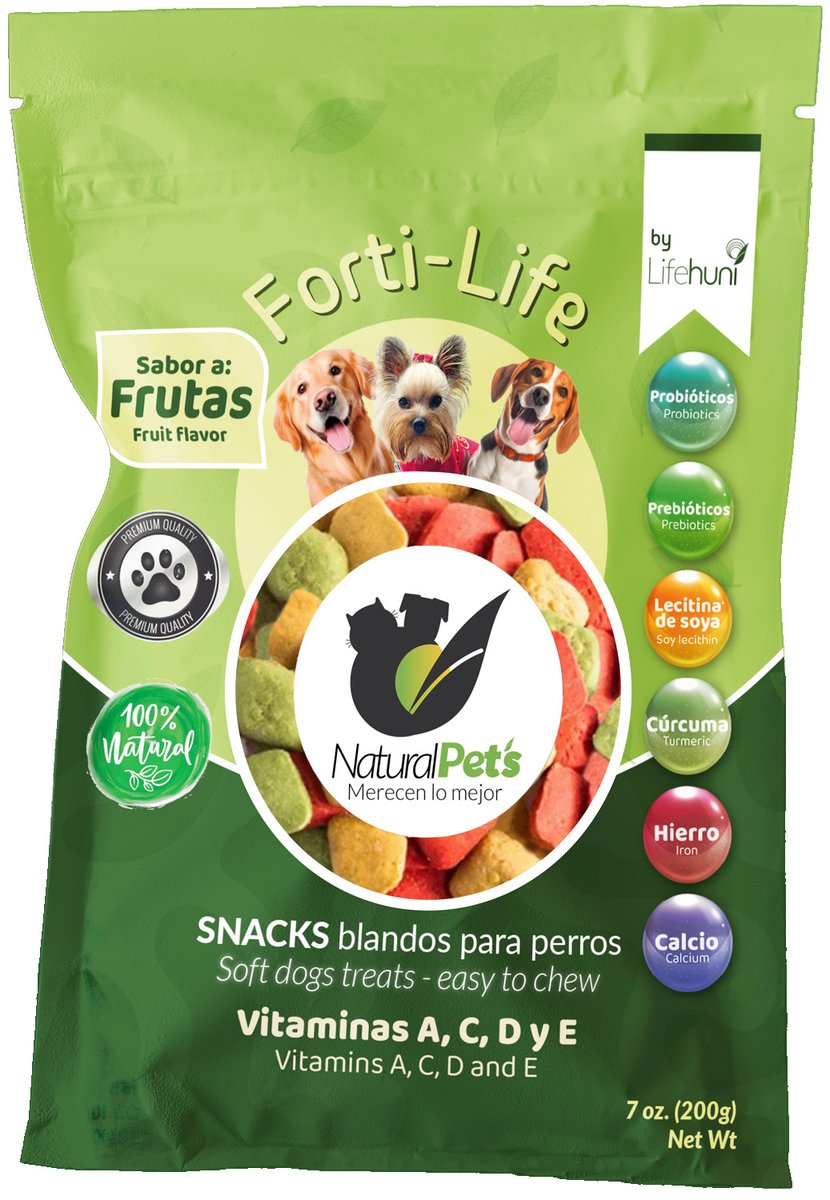 Forti-Life
by
Lifehuni
Sabor a:
Frutas
Fruit flavor
Probióticos
Probiotics
PREMIUM QUALITY
PREMIUM QUALITY
Prebióticos
Prebiotics
Lecitina
de soya
Soy lecithin
100%
Natural
Cúrcuma
Turmeric
NaturalPet's
Merecen lo mejor
Hierro
Iron
Calcio
Calcium
SNACKS blandos para perros
Soft dogs treats - easy to chew
Vitaminas A, C, D y E
Vitamins A, C, D and E
7 oz. (200g)
Net Wt